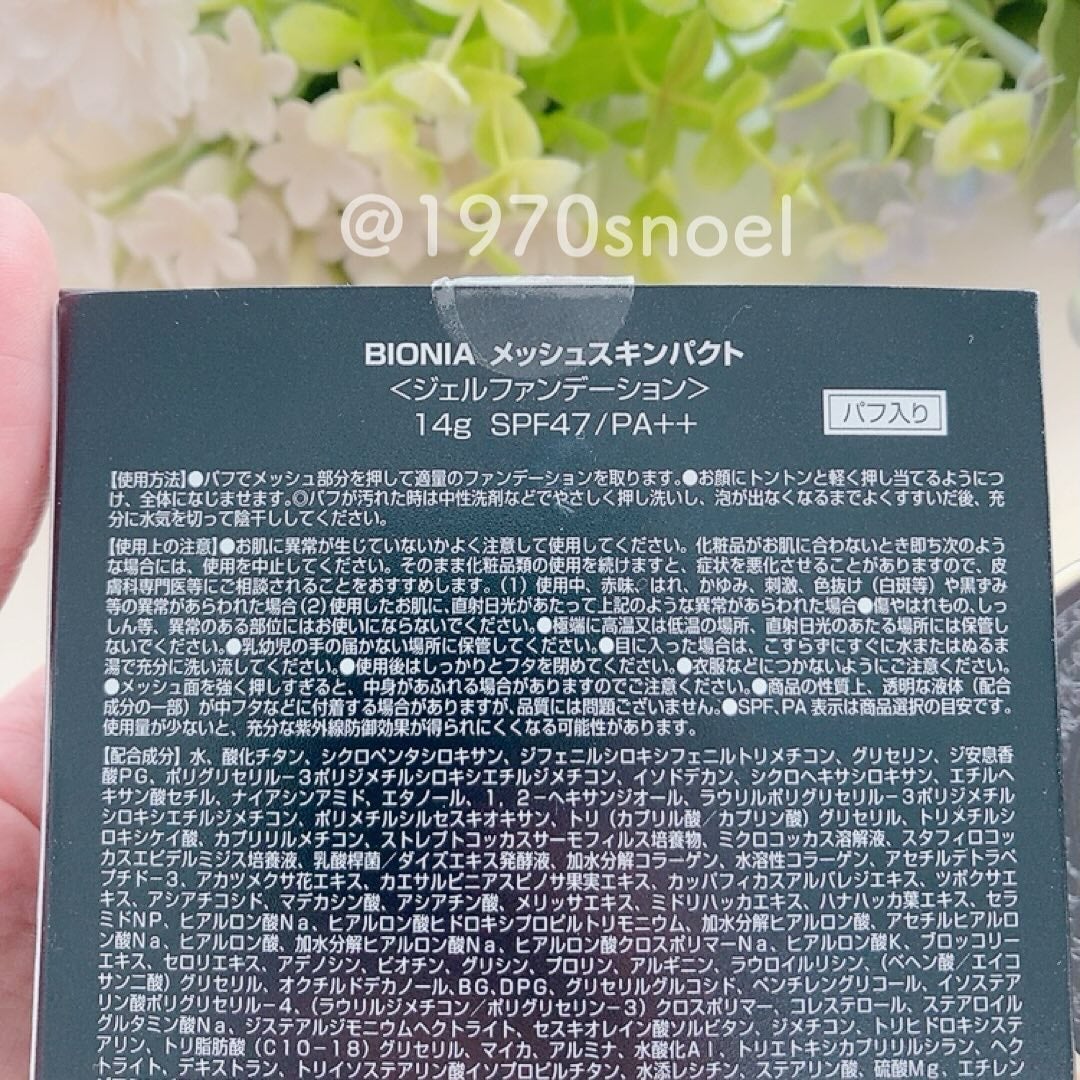 @1970snoel
BIONIA メッシュスキンパクト
<ジェルファンデーション>
14g SPF47/PA++
パフ入り
【使用方法】●パフでメッシュ部分を押して適量のファンデーションを取ります。●お顔にトントンと軽く押し当てるようにつ
け、全体になじませます。◎パフが汚れた時は中性洗剤などでやさしく押し洗いし、泡が出なくなるまでよくすすいだ後、充
分に水気を切って陰干ししてください。
【使用上の注意】●お肌に異常が生じていないかよく注意して使用してください。化粧品がお肌に合わないとき即ち次のよう
な場合には、使用を中止してください。そのまま化粧品類の使用を続けますと、症状を悪化させることがありますので、皮
膚科専門医等にご相談されることをおすすめします。(1)使用中、赤味、はれ、かゆみ、刺激、色抜け(白斑等)や黒ずみ
等の異常があらわれた場合(2)使用したお肌に、直射日光があたって上記のような異常があらわれた場合●傷やはれもの、しっ
しん等、異常のある部位にはお使いにならないでください。●極端に高温又は低温の場所、直射日光のあたる場所には保管し
ないでください。●乳幼児の手の届かない場所に保管してください。●目に入った場合は、こすらずにすぐに水またはぬるま
湯で充分に洗い流してください。●使用後はしっかりとフタを閉めてください。●衣服などにつかないようにご注意ください。
●メッシュ面を強く押しすぎると、中身があふれる場合がありますのでご注意ください。●商品の性質上、透明な液体(配合
成分の一部)が中フタなどに付着する場合がありますが、品質には問題ございません。●SPF、PA 表示は商品選択の目安です。
使用量が少ないと、充分な紫外線防御効果が得られにくくなる可能性があります。
【配合成分】水、酸化チタン、シクロペンタシロキサン、ジフェニルシロキシフェニルトリメチコン、グリセリン、ジ安息香
酸PG、ポリグリセリル-3ポリジメチルシロキシエチルジメチコン、イソドデカン、シクロヘキサシロキサン、エチルヘ
キサン酸セチル、ナイアシンアミド、エタノール、1,2-ヘキサンジオール、ラウリルポリグリセリル-3ポリジメチル
シロキシエチルジメチコン、ポリメチルシルセスキオキサン、トリ(カプリル酸/カプリン酸)グリセリル、トリメチルシ
ロキシケイ酸、カプリリルメチコン、ストレプトコッカスサーモフィルス培養物、ミクロコッカス溶解液、スタフィロコッ
カスエピデルミジス培養液、乳酸桿菌/ダイズエキス発酵液、加水分解コラーゲン、水溶性コラーゲン、アセチルデトラペ
プチド-3、アカツメクサ花エキス、カエサルピニアスピノサ果実エキス、カッパフィカスアルバレジエキス、ツボクサエ
キス、アシアチコシド、マデカシン酸、アシアチン酸、メリッサエキス、ミドリハッカエキス、ハナハッカ葉エキス、セラ
ミドNP、ヒアルロン酸Na、ヒアルロン酸ヒドロキシプロピルトリモニウム、加水分解ヒアルロン酸、アセチルヒアルロ
ン酸Na、ヒアルロン酸、加水分解ヒアルロン酸Na、ヒアルロン酸クロスポリマーNa、ヒアルロン酸K、ブロッコリー
エキス、セロリエキス、アデノシン、ビオチン、グリシン、プロリン、アルギニン、ラウロイルリシン、(ベヘン酸/エイコ
サン二酸)グリセリル、オクチルドデカノール、BG、DPG、グリセリルグルコシド、ペンチレングリコール、イソステア
リン酸ポリグリセリル-4、(ラウリルジメチコン/ポリグリセリン-3)クロスポリマー、コレステロール、ステアロイル
グルタミン酸Na、ジステアルジモニウムヘクトライト、セスキオレイン酸ソルビタン、ジメチコン、トリヒドロキシステ
アリン、トリ脂肪酸(C10-18)グリセリル、マイカ、アルミナ、水酸化Al、トリエトキシカプリリルシラン、ヘク
トライト、デキストラン、トリイソステアリン酸イソプロピルチタン、水添レシチン、ステアリン酸、硫酸Mg、エチレン